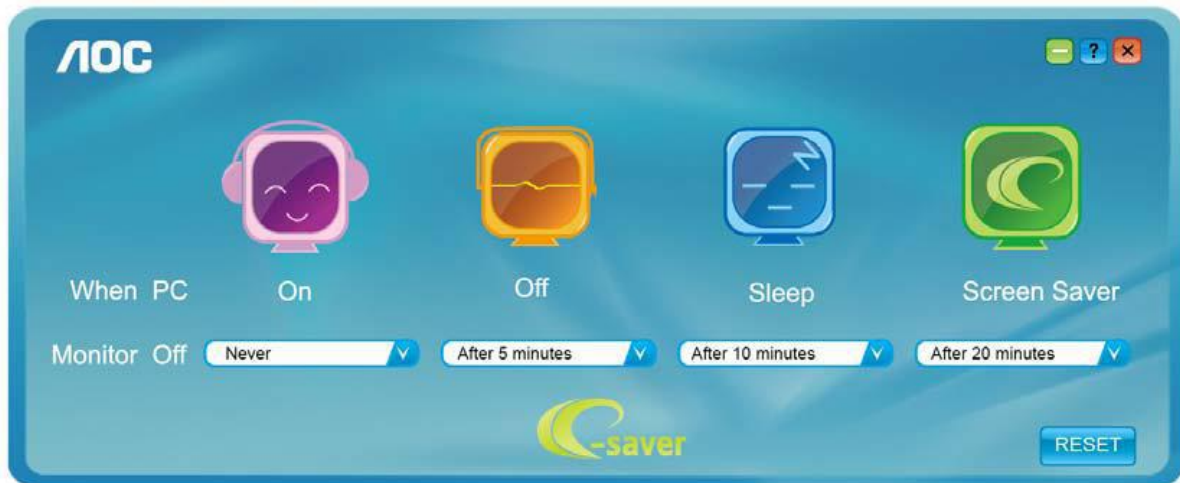 AOC
?
When PC On Off Sleep Screen Saver
Monitor Off Never After 5 minutes After 10 minutes After 20 minutes
e-saver
RESET